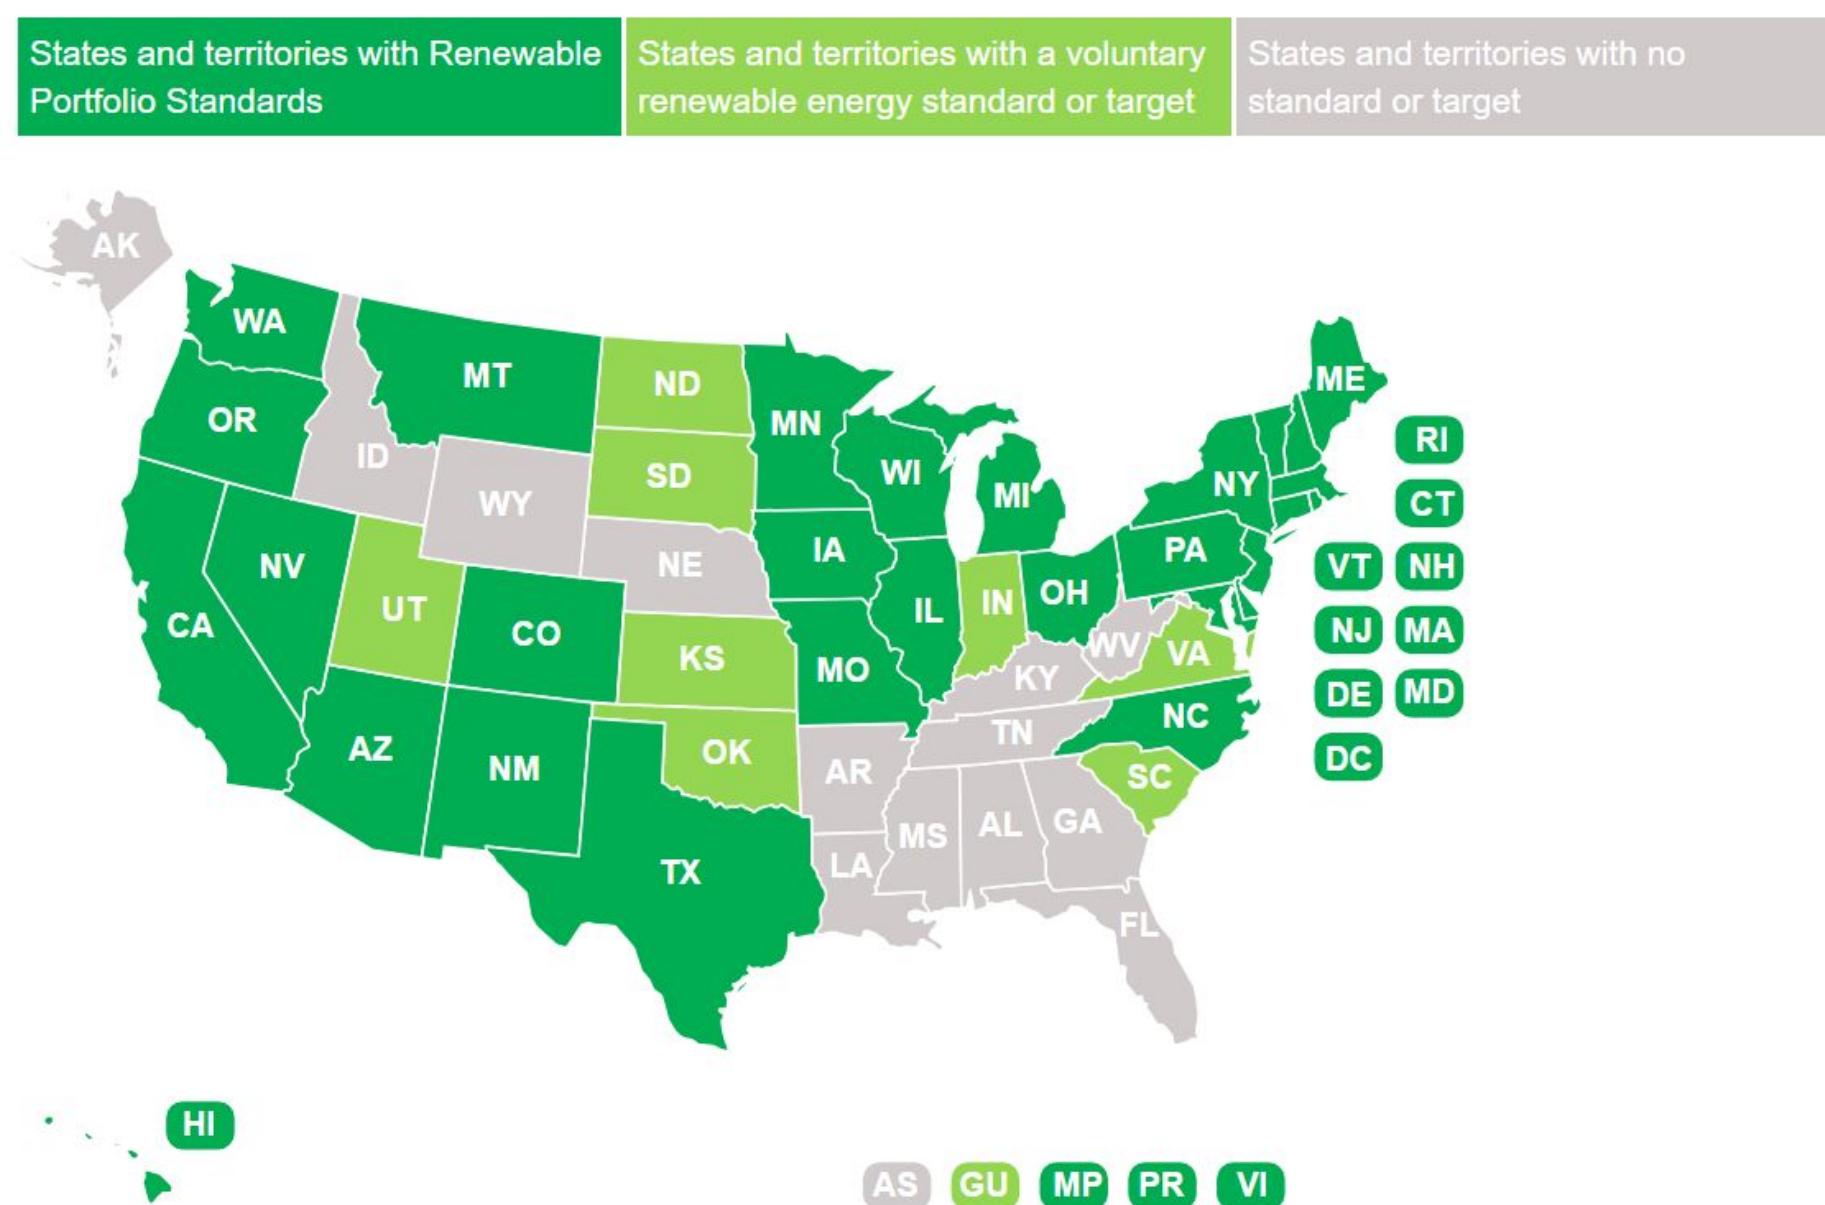 States and territories with Renewable
Portfolio Standards
States and territories with a voluntary
renewable energy standard or target
States and territories with no
standard or target
AK
WA
MT
ND
MN
ME
OR
ID
SD
WI
MI
NY
RI
WY
CT
NV
NE
IA
PA
VT
NH
CA
UT
CO
KS
MO
IL
IN
OH
WV
VA
KY
NJ
MA
DE
MD
AZ
NM
OK
AR
TN
NC
SC
DC
TX
LA
MS
AL
GA
FL
HI
AS
GU
MP
PR
VI